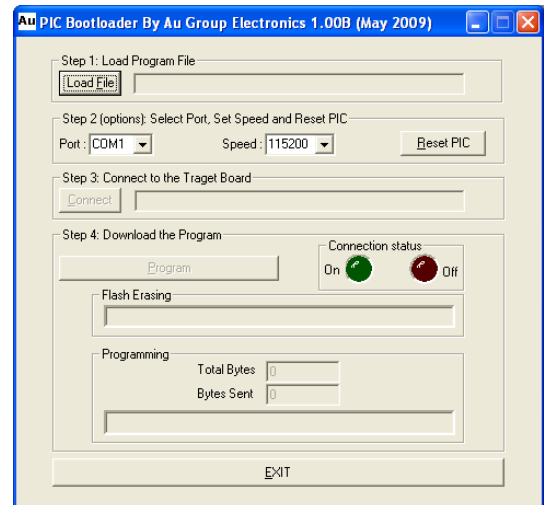 Au PIC Bootloader By Au Group Electronics 1.00B (May 2009)
Step 1: Load Program File
Load File
Step 2 (options): Select Port, Set Speed and Reset PIC
Port : COM1 Speed : 115200 Reset PIC
Step 3: Connect to the Traget Board
Connect
Step 4: Download the Program
Connection status
Program On Off
Flash Erasing
Programming
Total Bytes 0
Bytes Sent 0
EXIT